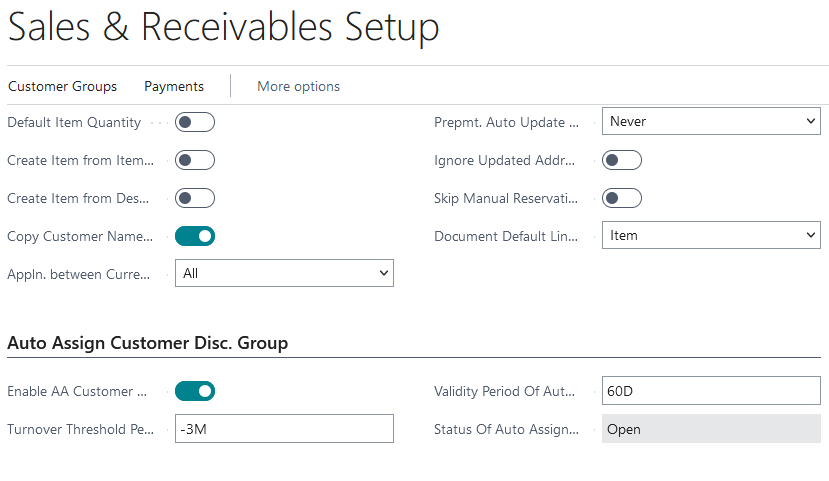 Sales & Receivables Setup
Customer Groups Payments More options
Default Item Quantity
Prepmt. Auto Update ... Never
Create Item from Item...
Ignore Updated Addr...
Create Item from Des...
Skip Manual Reservati...
Copy Customer Name...
Document Default Lin... Item
Appln. between Curre... All
Auto Assign Customer Disc. Group
Enable AA Customer ...
Validity Period Of Aut... 60D
Turnover Threshold Pe... -3M
Status Of Auto Assign... Open